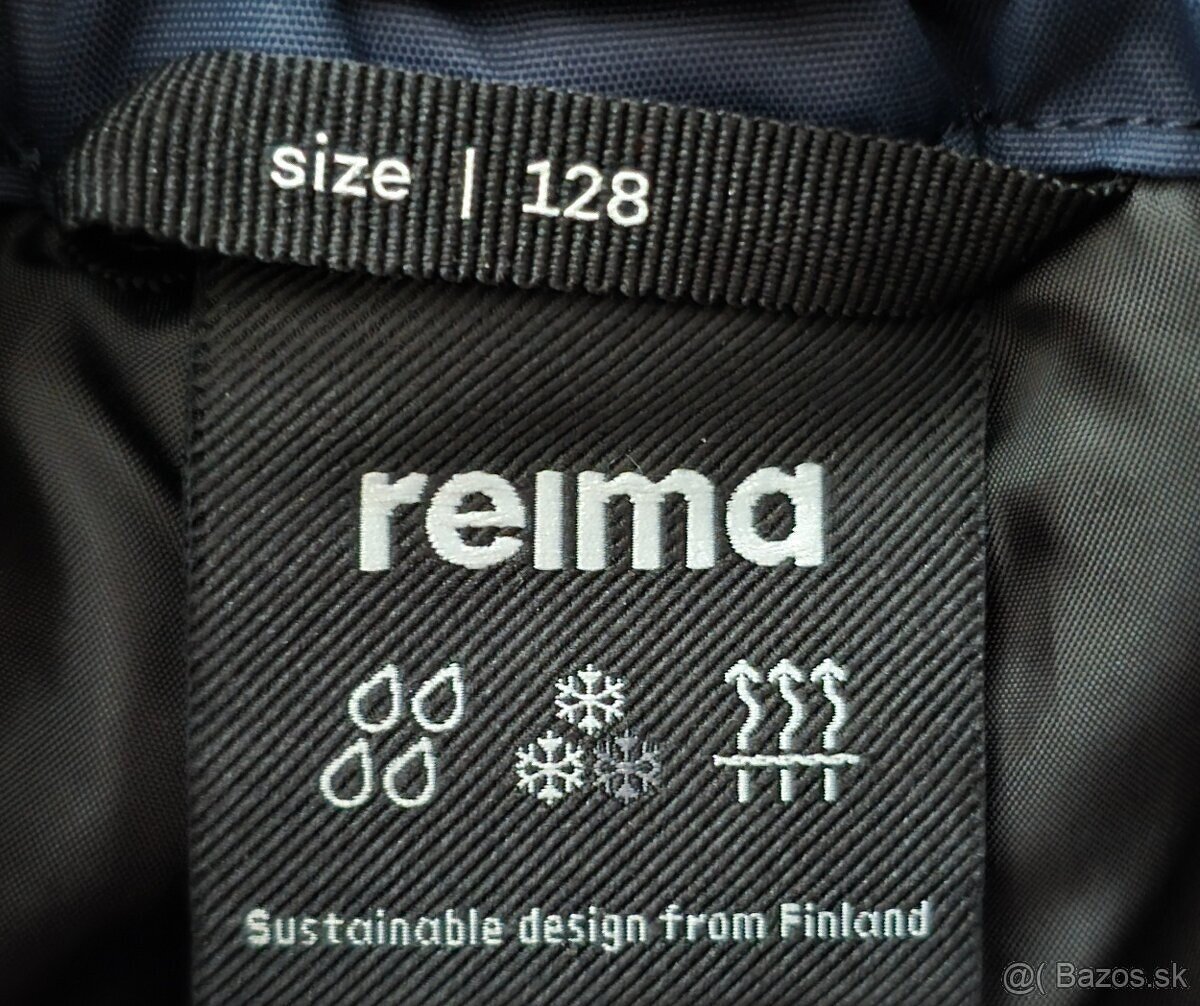 size | 128
reima
Sustainable design from Finland
@( Bazos.sk